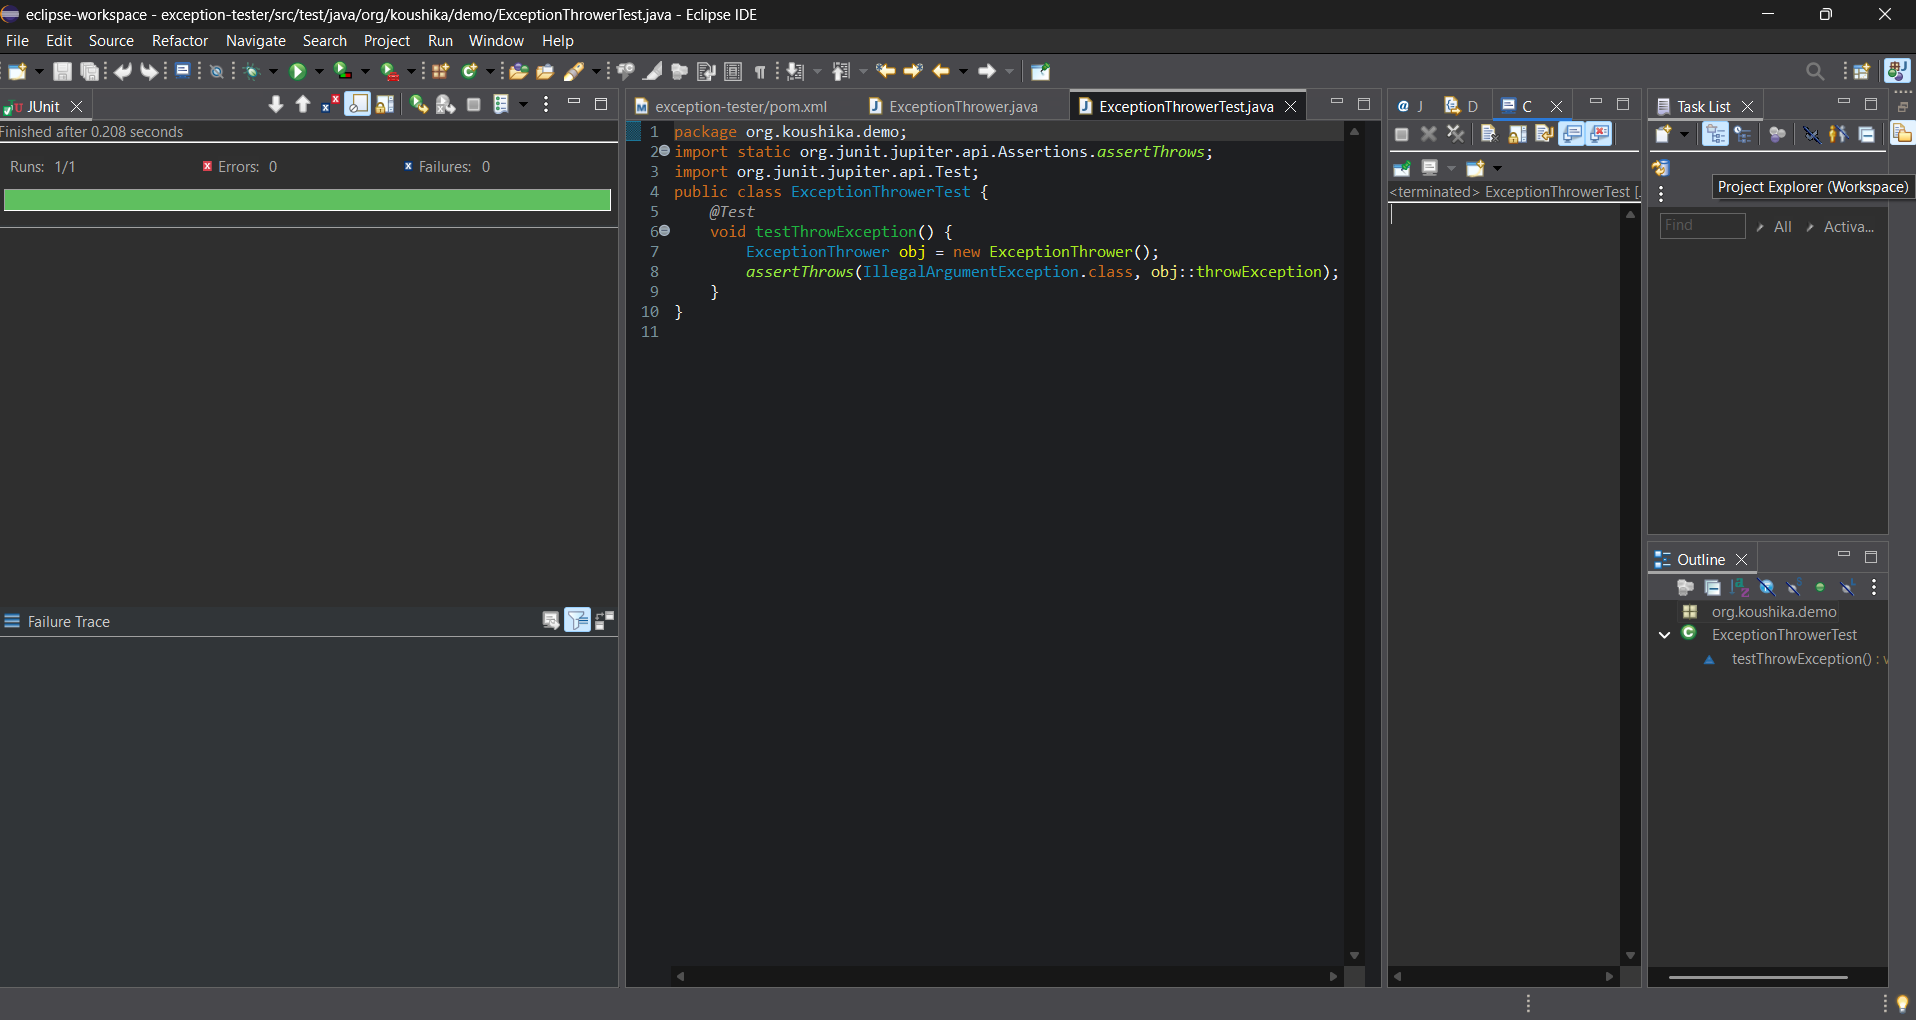 eclipse-workspace - exception-tester/src/test/java/org/koushika/demo/ExceptionThrowerTest.java - Eclipse IDE
File Edit Source Refactor Navigate Search Project Run Window Help
JUnit
Finished after 0.208 seconds
Runs: 1/1 Errors: 0 Failures: 0
Failure Trace
exception-tester/pom.xml ExceptionThrower.java ExceptionThrowerTest.java
1 package org.koushika.demo;
2 import static org.junit.jupiter.api.Assertions.assertThrows;
3 import org.junit.jupiter.api.Test;
4 public class ExceptionThrowerTest {
5 @Test
6 void testThrowException() {
7 ExceptionThrower obj = new ExceptionThrower();
8 assertThrows(IllegalArgumentException.class, obj::throwException);
9 }
10 }
11
@ J D C
<terminated> ExceptionThrowerTest [
Task List
Project Explorer (Workspace)
Find All Activa...
Outline
org.koushika.demo
ExceptionThrowerTest
testThrowException() : v